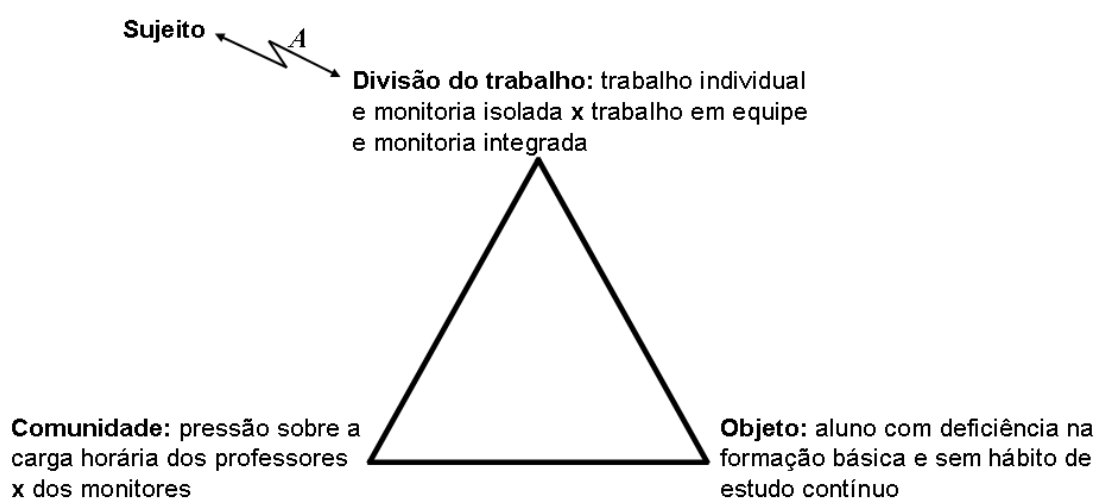 Sujeito
A
Divisão do trabalho: trabalho individual
e monitoria isolada x trabalho em equipe
e monitoria integrada
Comunidade: pressão sobre a
carga horária dos professores
x dos monitores
Objeto: aluno com deficiência na
formação básica e sem hábito de
estudo contínuo